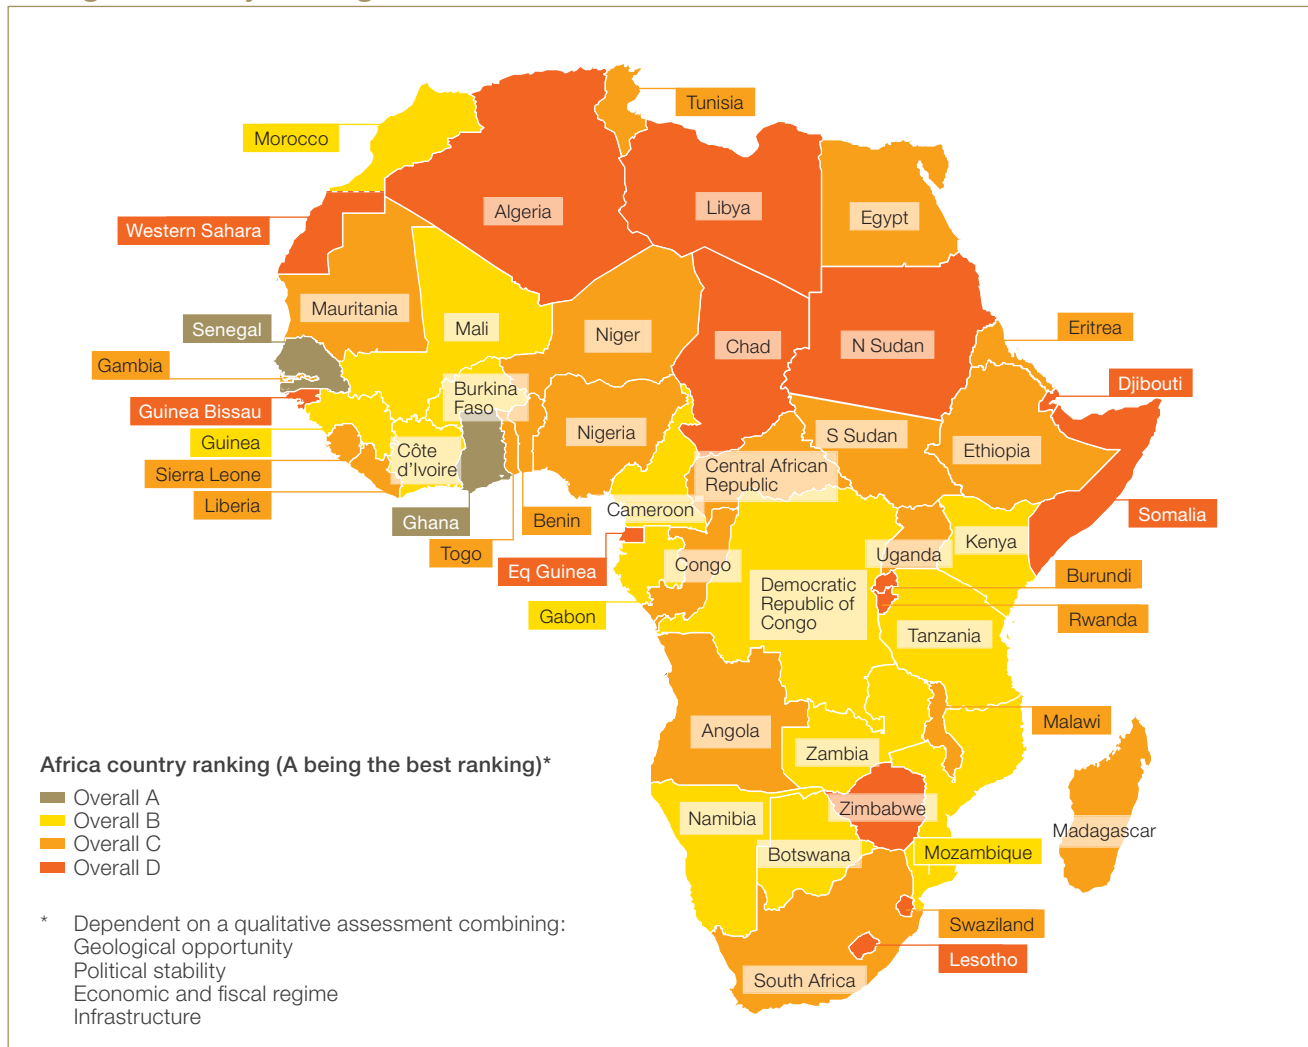 Morocco
Tunisia
Western Sahara
Algeria
Libya
Egypt
Mauritania
Mali
Niger
Chad
N Sudan
Eritrea
Senegal
Gambia
Djibouti
Guinea Bissau
Burkina
Faso
Guinea
Côte
d'Ivoire
Nigeria
S Sudan
Ethiopia
Sierra Leone
Central African
Republic
Liberia
Ghana
Cameroon
Benin
Somalia
Togo
Kenya
Uganda
Eq Guinea
Congo
Burundi
Democratic
Republic of
Congo
Gabon
Rwanda
Tanzania
Angola
Malawi
Zambia
Africa country ranking (A being the best ranking)*
Overall A
Overall B
Overall C
Overall D
Zimbabwe
Namibia
Madagascar
Botswana
Mozambique
Swaziland
Lesotho
South Africa
* Dependent on a qualitative assessment combining:
Geological opportunity
Political stability
Economic and fiscal regime
Infrastructure